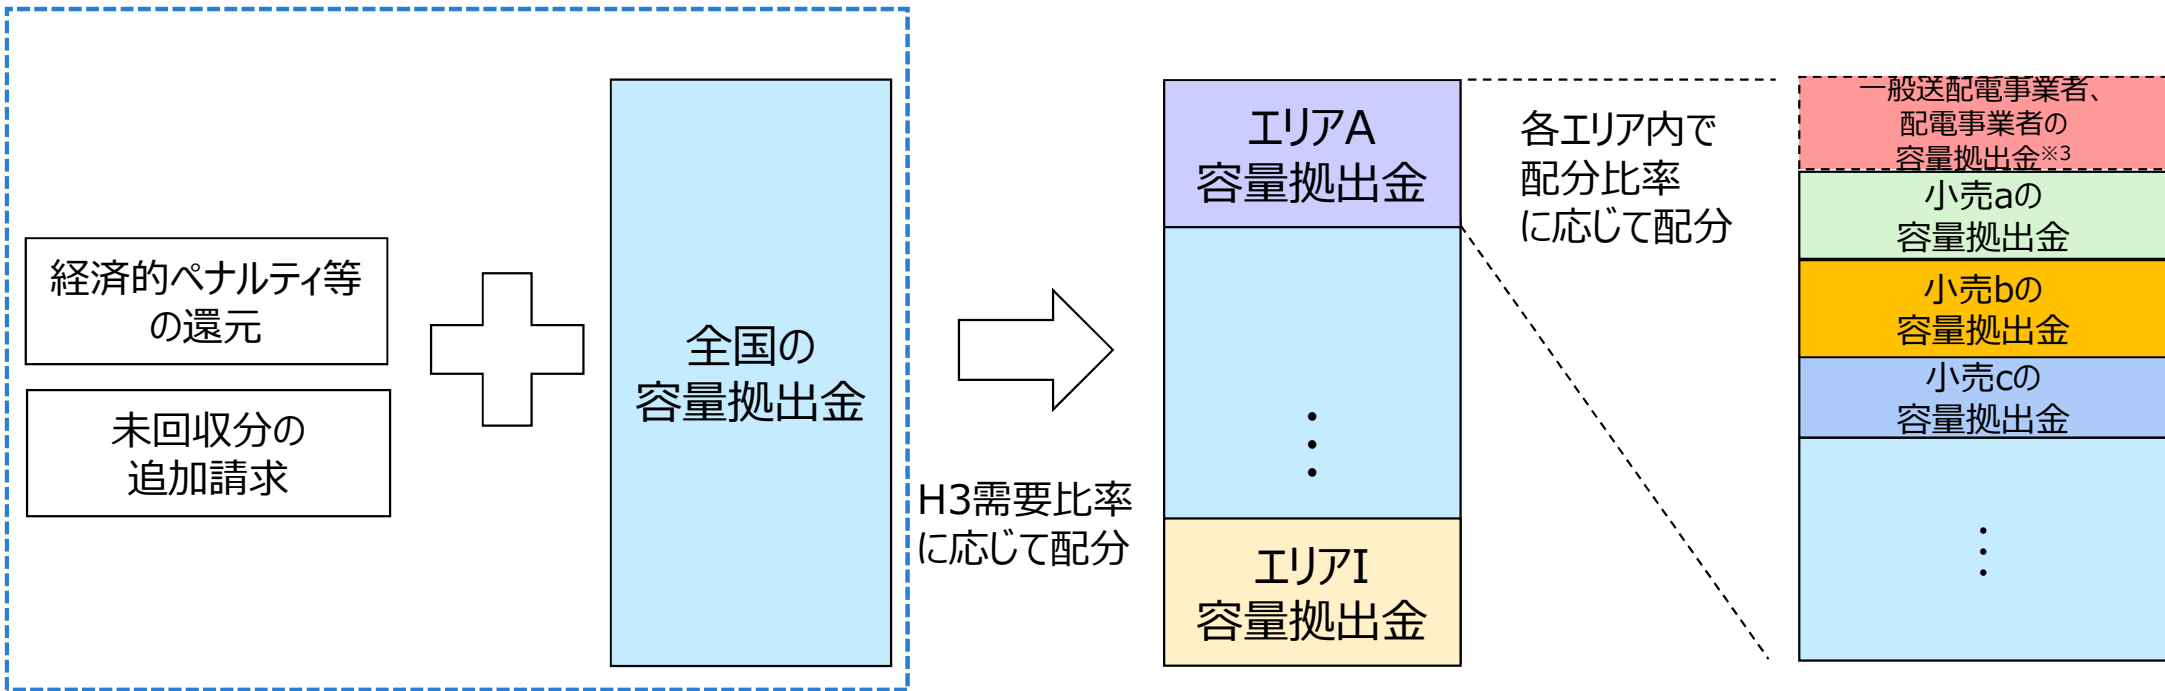 経済的ペナルティ等
の還元
未回収分の
追加請求
全国の
容量拠出金
H3需要比率
に応じて配分
エリアA
容量拠出金
⋮
エリアI
容量拠出金
各エリア内で
配分比率
に応じて配分
一般送配電事業者、
配電事業者の
容量拠出金※3
小売aの
容量拠出金
小売bの
容量拠出金
小売cの
容量拠出金
⋮